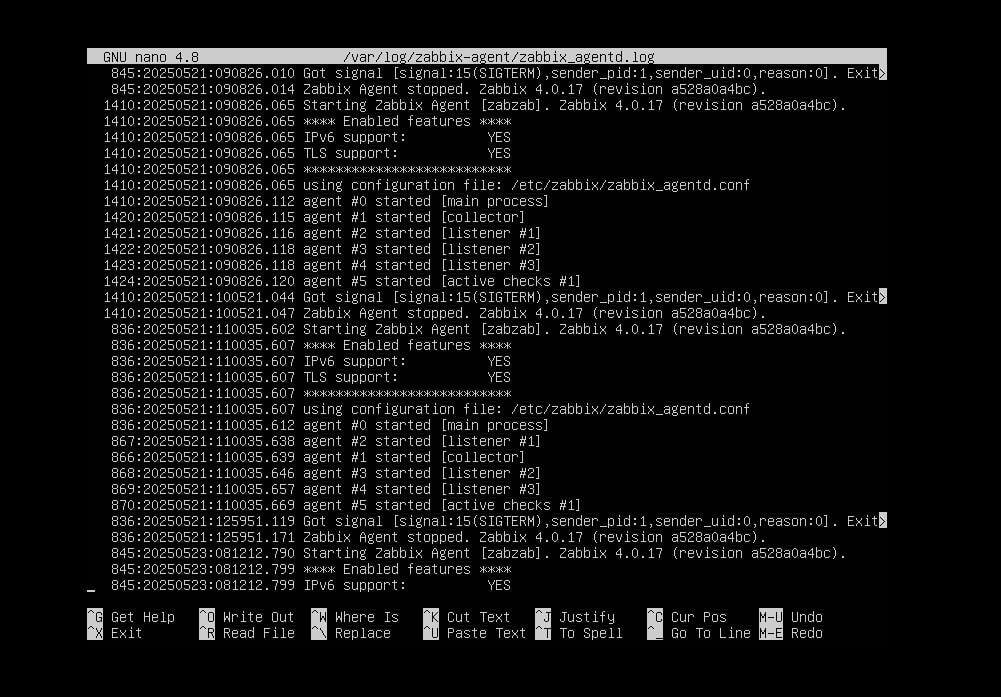 GNU nano 4.8 /var/log/zabbix-agent/zabbix_agentd.log
845:20250521:090826.010 Got signal [signal:15(SIGTERM),sender_pid:1,sender_uid:0,reason:0]. Exit>
845:20250521:090826.014 Zabbix Agent stopped. Zabbix 4.0.17 (revision a528a0a4bc).
1410:20250521:090826.065 Starting Zabbix Agent [zabzab]. Zabbix 4.0.17 (revision a528a0a4bc).
1410:20250521:090826.065 **** Enabled features ****
1410:20250521:090826.065 IPv6 support: YES
1410:20250521:090826.065 TLS support: YES
1410:20250521:090826.065 **************************
1410:20250521:090826.065 using configuration file: /etc/zabbix/zabbix_agentd.conf
1410:20250521:090826.112 agent #0 started [main process]
1420:20250521:090826.115 agent #1 started [collector]
1421:20250521:090826.116 agent #2 started [listener #1]
1422:20250521:090826.118 agent #3 started [listener #2]
1423:20250521:090826.118 agent #4 started [listener #3]
1424:20250521:090826.120 agent #5 started [active checks #1]
1410:20250521:100521.044 Got signal [signal:15(SIGTERM),sender_pid:1,sender_uid:0,reason:0]. Exit>
1410:20250521:100521.047 Zabbix Agent stopped. Zabbix 4.0.17 (revision a528a0a4bc).
836:20250521:110035.602 Starting Zabbix Agent [zabzab]. Zabbix 4.0.17 (revision a528a0a4bc).
836:20250521:110035.607 **** Enabled features ****
836:20250521:110035.607 IPv6 support: YES
836:20250521:110035.607 TLS support: YES
836:20250521:110035.607 **************************
836:20250521:110035.607 using configuration file: /etc/zabbix/zabbix_agentd.conf
836:20250521:110035.612 agent #0 started [main process]
867:20250521:110035.638 agent #2 started [listener #1]
866:20250521:110035.639 agent #1 started [collector]
868:20250521:110035.646 agent #3 started [listener #2]
869:20250521:110035.657 agent #4 started [listener #3]
870:20250521:110035.669 agent #5 started [active checks #1]
836:20250521:125951.119 Got signal [signal:15(SIGTERM),sender_pid:1,sender_uid:0,reason:0]. Exit>
836:20250521:125951.171 Zabbix Agent stopped. Zabbix 4.0.17 (revision a528a0a4bc).
845:20250523:081212.790 Starting Zabbix Agent [zabzab]. Zabbix 4.0.17 (revision a528a0a4bc).
845:20250523:081212.799 **** Enabled features ****
845:20250523:081212.799 IPv6 support: YES
^G Get Help ^O Write Out ^W Where Is ^K Cut Text ^J Justify ^C Cur Pos M-U Undo
^X Exit ^R Read File ^\ Replace ^U Paste Text ^T To Spell ^_ Go To Line M-E Redo